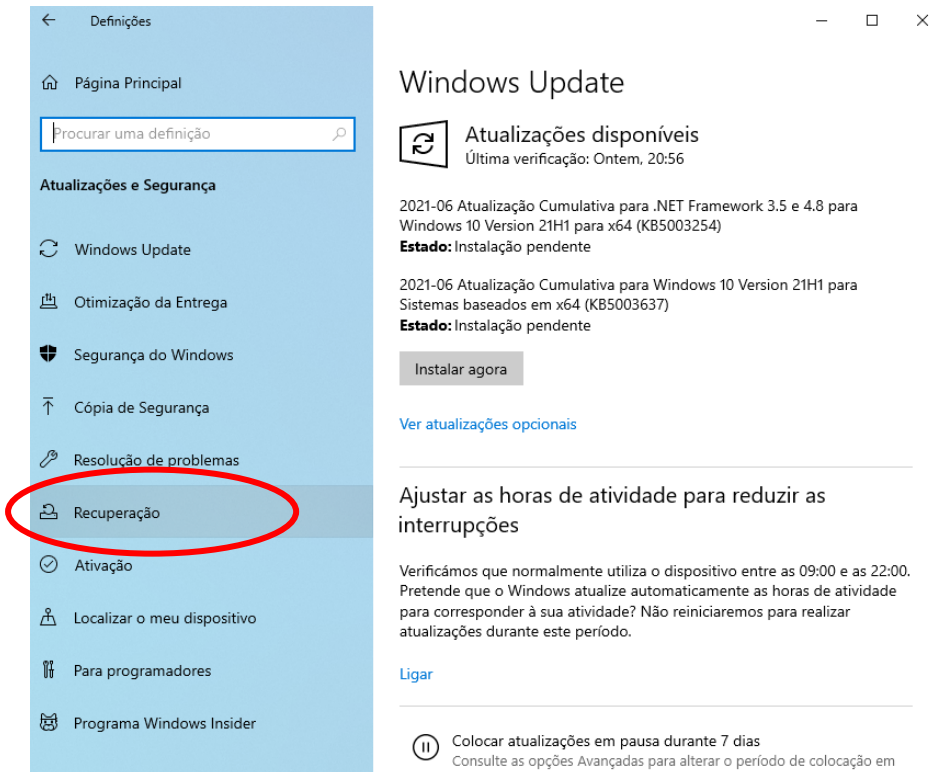 Definições
Página Principal
Procurar uma definição
Atualizações e Segurança
Windows Update
Otimização da Entrega
Segurança do Windows
Cópia de Segurança
Resolução de problemas
Recuperação
Ativação
Localizar o meu dispositivo
Para programadores
Programa Windows Insider
Windows Update
Atualizações disponíveis
Última verificação: Ontem, 20:56
2021-06 Atualização Cumulativa para .NET Framework 3.5 e 4.8 para
Windows 10 Version 21H1 para x64 (KB5003254)
Estado: Instalação pendente
2021-06 Atualização Cumulativa para Windows 10 Version 21H1 para
Sistemas baseados em x64 (KB5003637)
Estado: Instalação pendente
Instalar agora
Ver atualizações opcionais
Ajustar as horas de atividade para reduzir as
interrupções
Verificámos que normalmente utiliza o dispositivo entre as 09:00 e as 22:00.
Pretende que o Windows atualize automaticamente as horas de atividade
para corresponder à sua atividade? Não reiniciaremos para realizar
atualizações durante este período.
Ligar
Colocar atualizações em pausa durante 7 dias
Consulte as opções Avançadas para alterar o período de colocação em